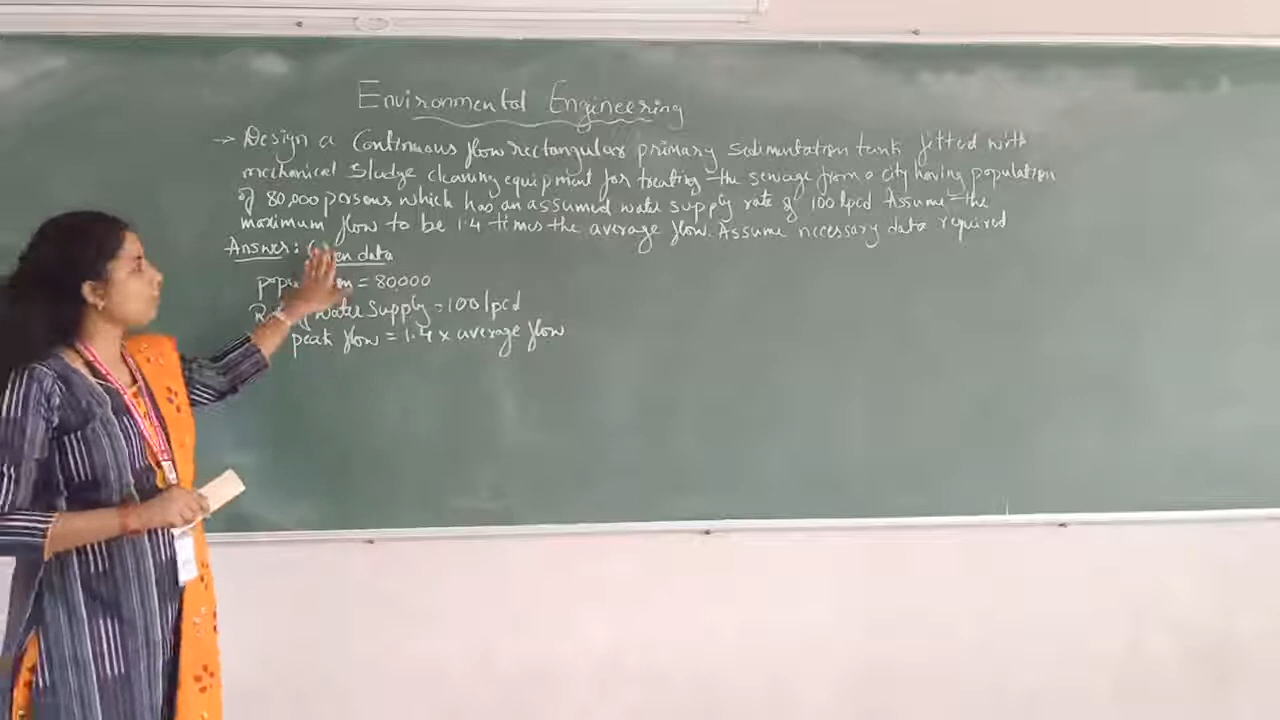 Environmental Engineering
→ Design a Continuous flow rectangular primary sedimentation tank fitted with
mechanical sludge cleaning equipment for treating the sewage from a city having population
of 80,000 persons which has an assumed water supply rate of 100 lpcd Assume the
maximum flow to be 1.4 times the average flow. Assume necessary data required
Answer: data
= 80,000
water supply = 100 lpcd
peak flow = 1.4 x average flow